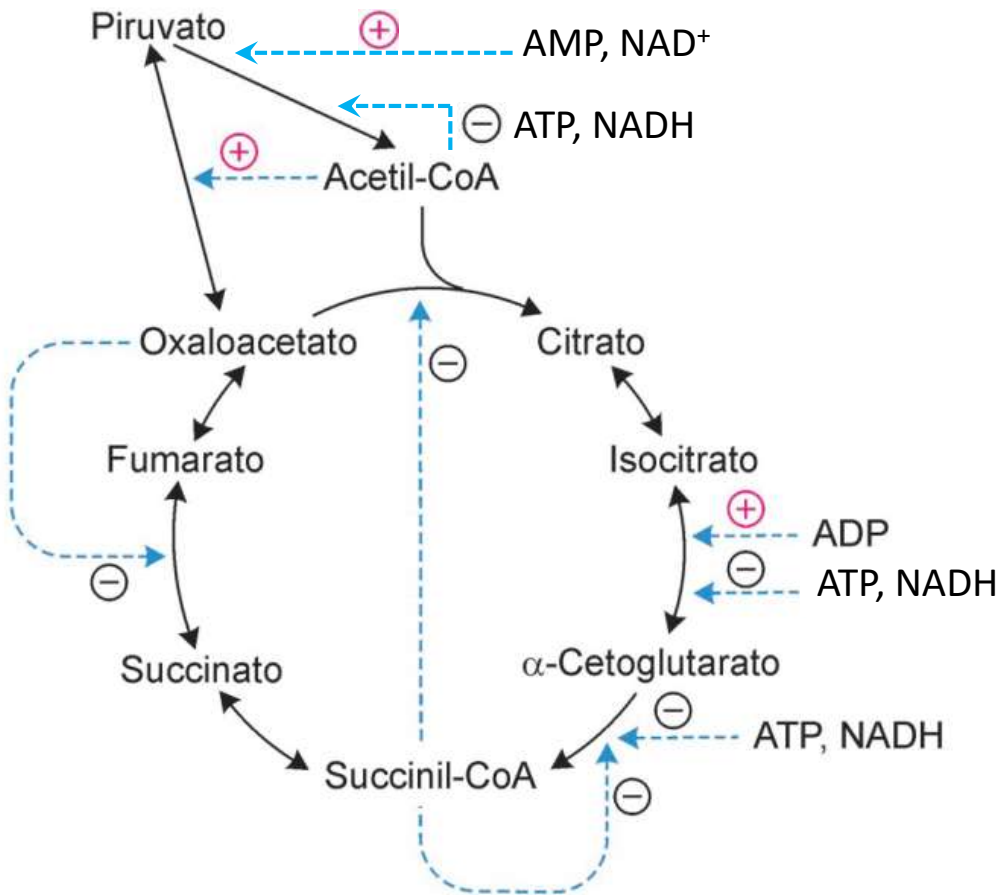 Piruvato
+
AMP, NAD⁺
− ATP, NADH
+
Acetil-CoA
Oxaloacetato
−
Citrato
Fumarato
Isocitrato
+
ADP
−
−
ATP, NADH
Succinato
α-Cetoglutarato
−
ATP, NADH
Succinil-CoA
−